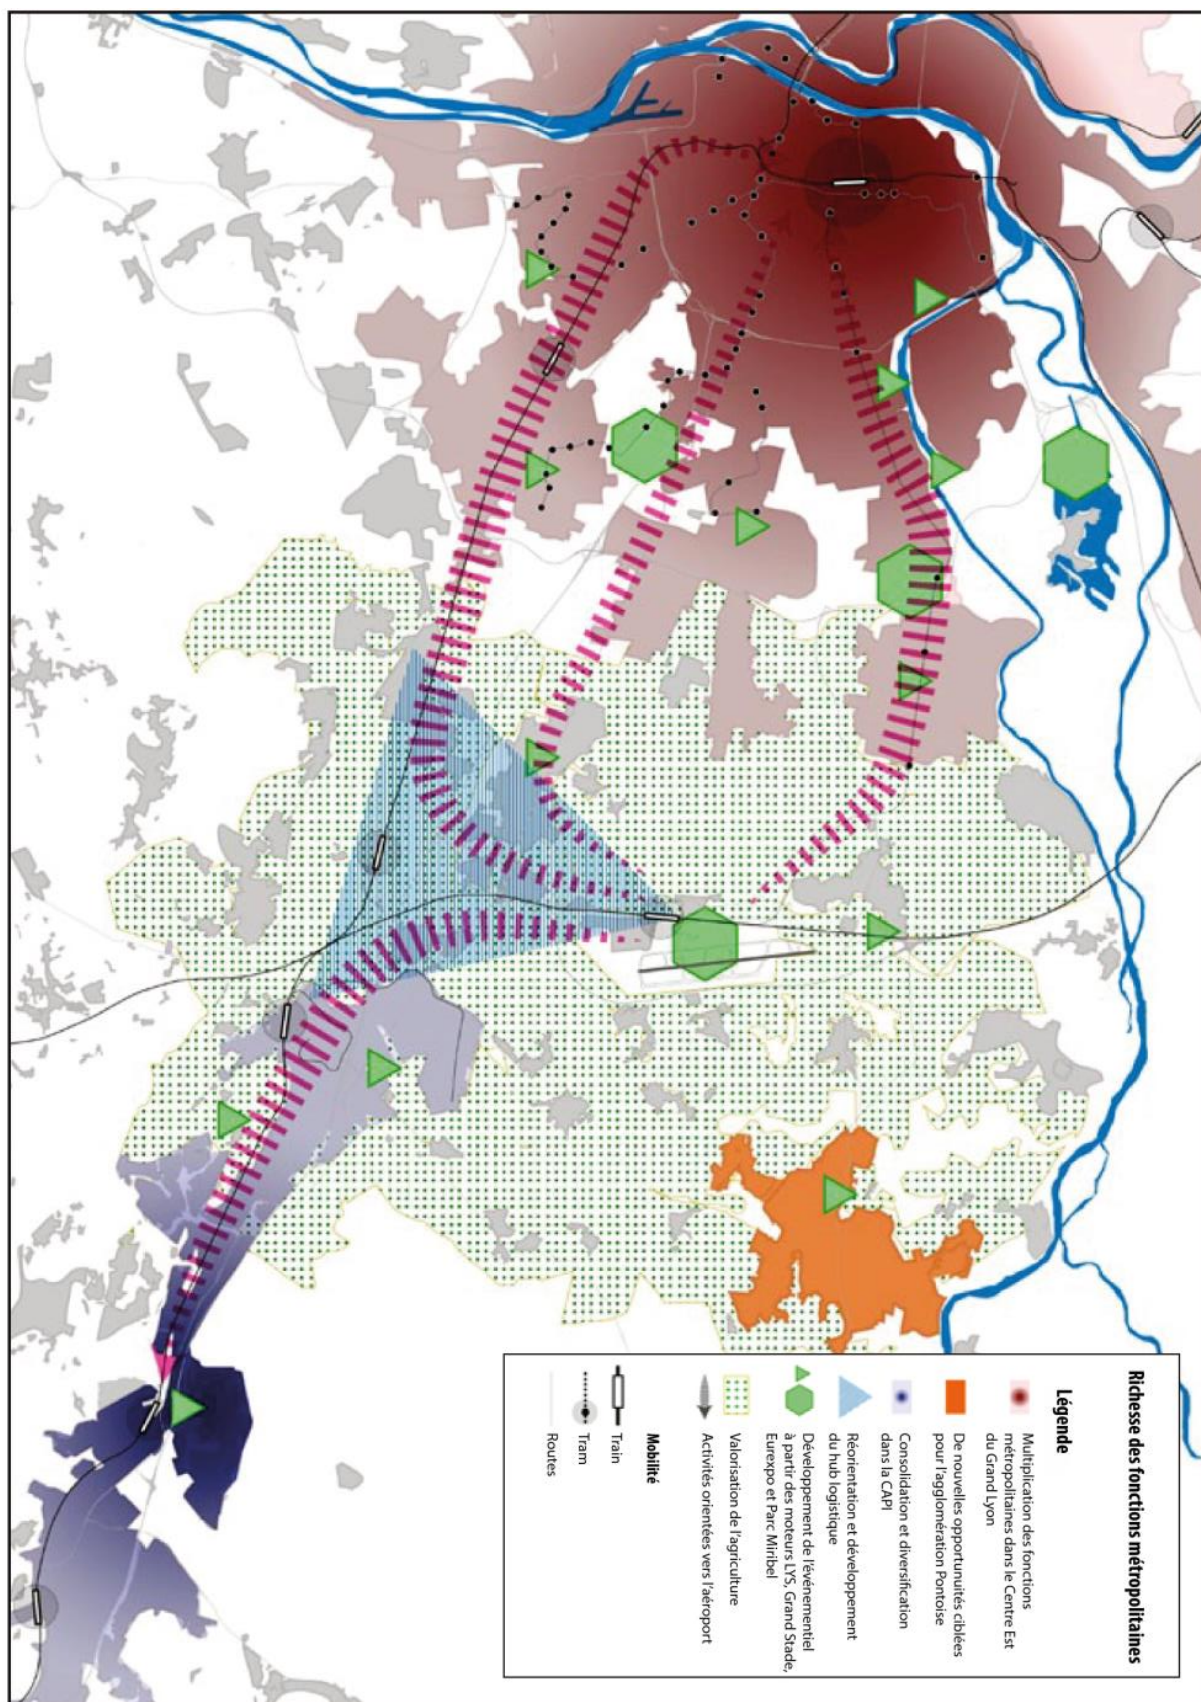 Richesse des fonctions métropolitaines
Légende
Multiplication des fonctions
métropolitaines dans le Centre Est
du Grand Lyon
De nouvelles opportunuités ciblées
pour l'agglomération Pontoise
Consolidation et diversification
dans la CAPI
Réorientation et développement
du hub logistique
Développement de l'événementiel
à partir des moteurs LYS, Grand Stade,
Eurexpo et Parc Miribel
Valorisation de l'agriculture
Activités orientées vers l'aéroport
Mobilité
Train
Tram
Routes